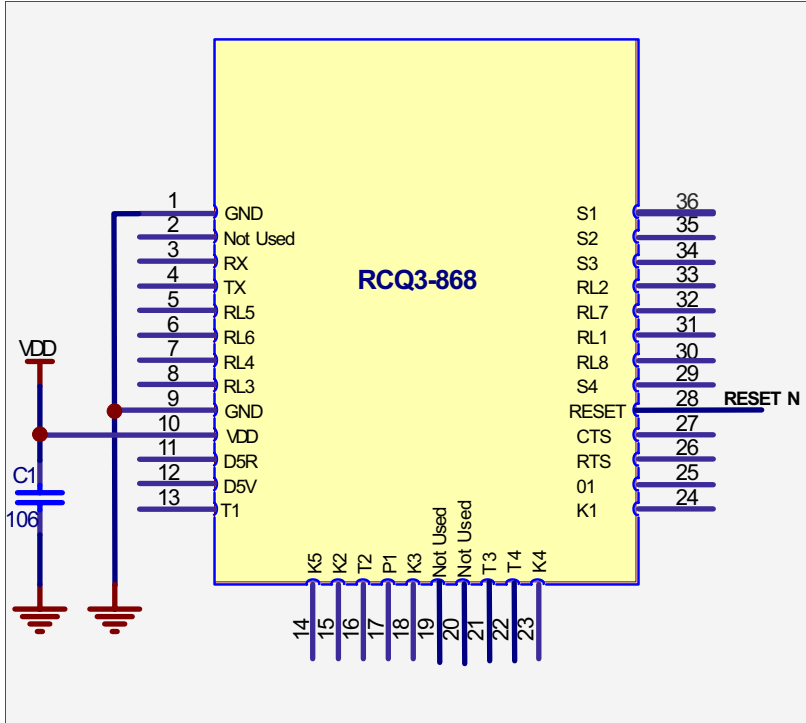 RCQ3-868
1 GND
2 Not Used
3 RX
4 TX
5 RL5
6 RL6
7 RL4
8 RL3
9 GND
10 VDD
11 D5R
12 D5V
13 T1
VDD
C1
106
14 K5
15 K2
16 T2
17 P1
18 K3
19 Not Used
20 Not Used
21 T3
22 T4
23 K4
S1 36
S2 35
S3 34
RL2 33
RL7 32
RL1 31
RL8 30
S4 29
RESET 28 RESET N
CTS 27
RTS 26
01 25
K1 24